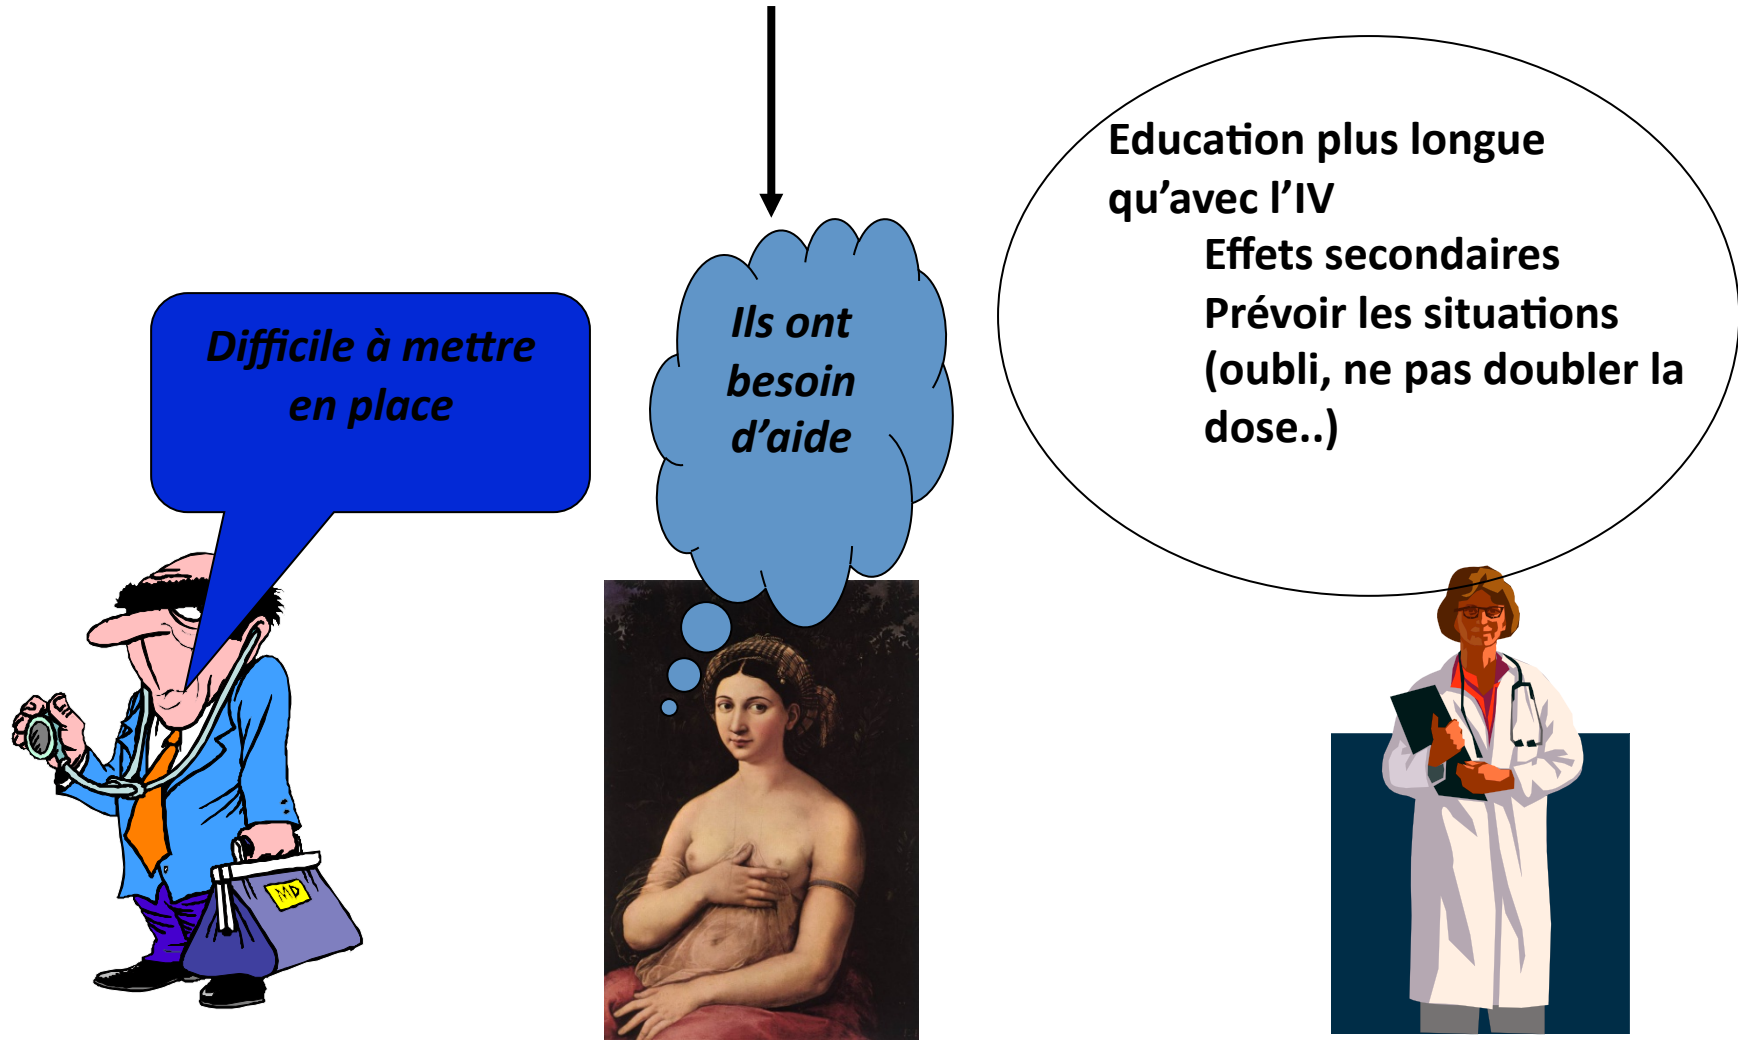 Difficile à mettre
en place
Ils ont
besoin
d’aide
Education plus longue
qu’avec l’IV
Effets secondaires
Prévoir les situations
(oubli, ne pas doubler la
dose..)
MD